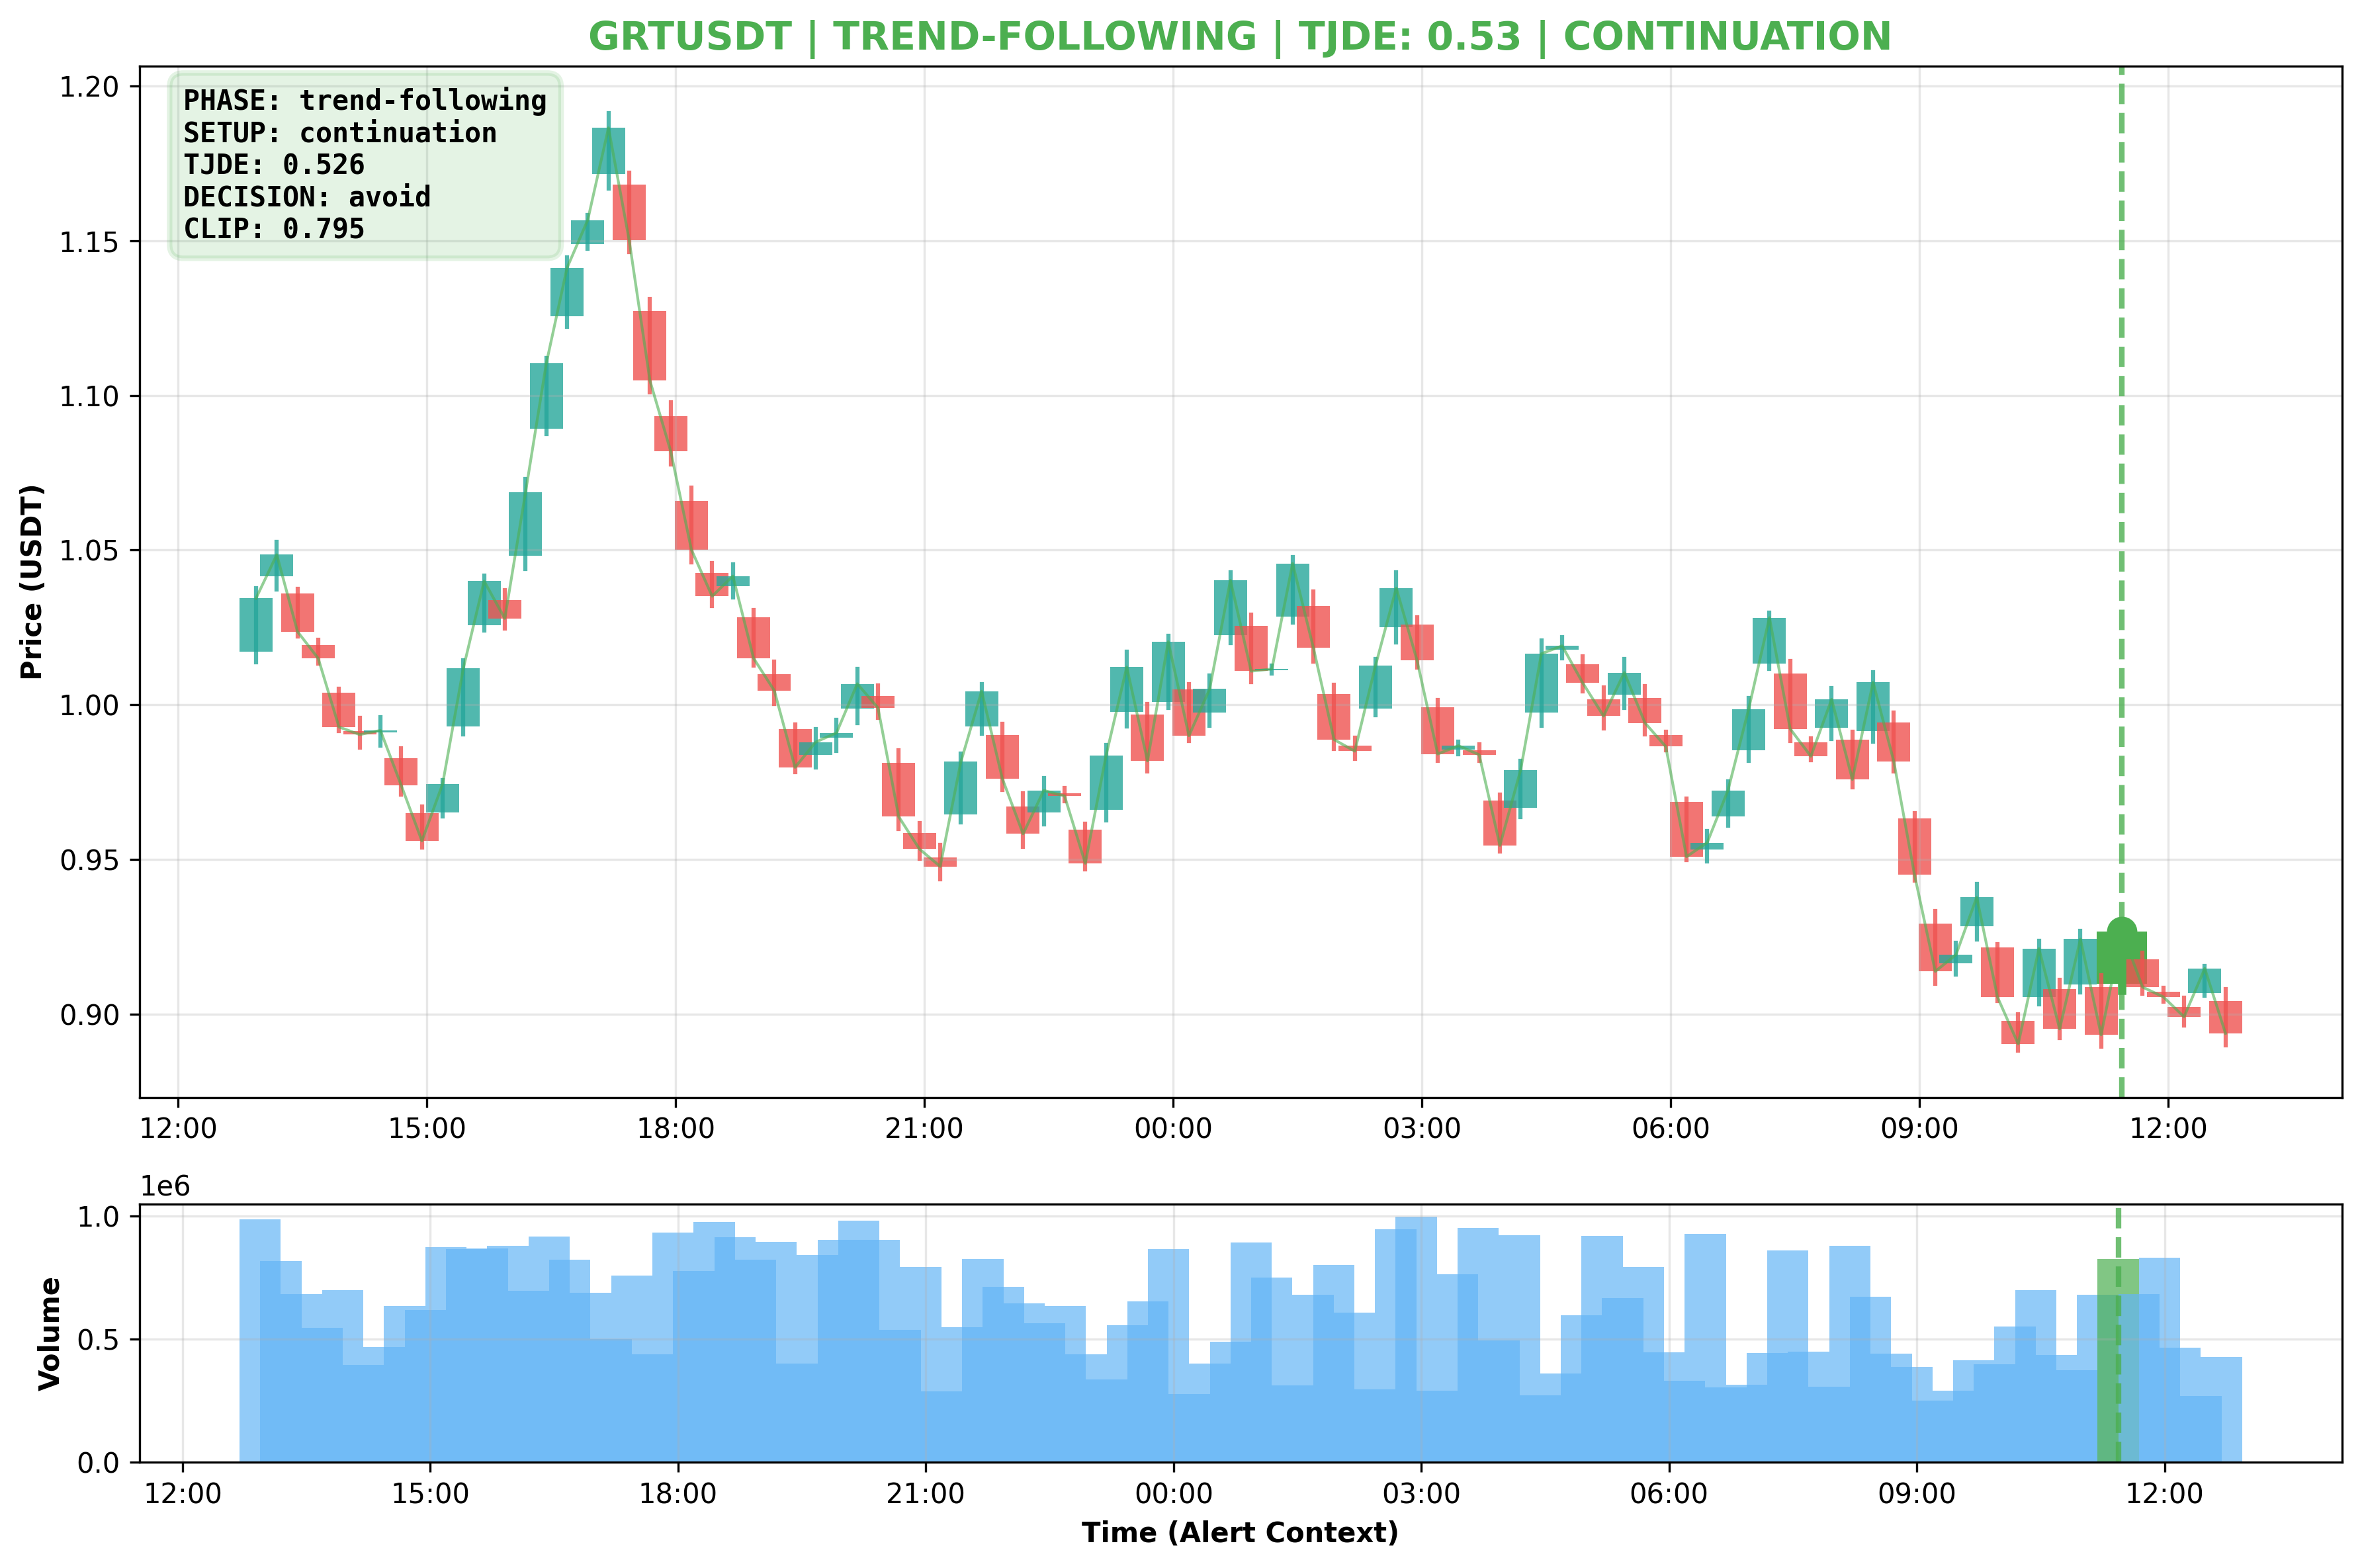 GRTUSDT | TREND-FOLLOWING | TJDE: 0.53 | CONTINUATION
PHASE: trend-following
SETUP: continuation
TJDE: 0.526
DECISION: avoid
CLIP: 0.795
Price (USDT)
1.20
1.15
1.10
1.05
1.00
0.95
0.90
12:00 15:00 18:00 21:00 00:00 03:00 06:00 09:00 12:00
1e6
Volume
1.0
0.5
0.0
12:00 15:00 18:00 21:00 00:00 03:00 06:00 09:00 12:00
Time (Alert Context)